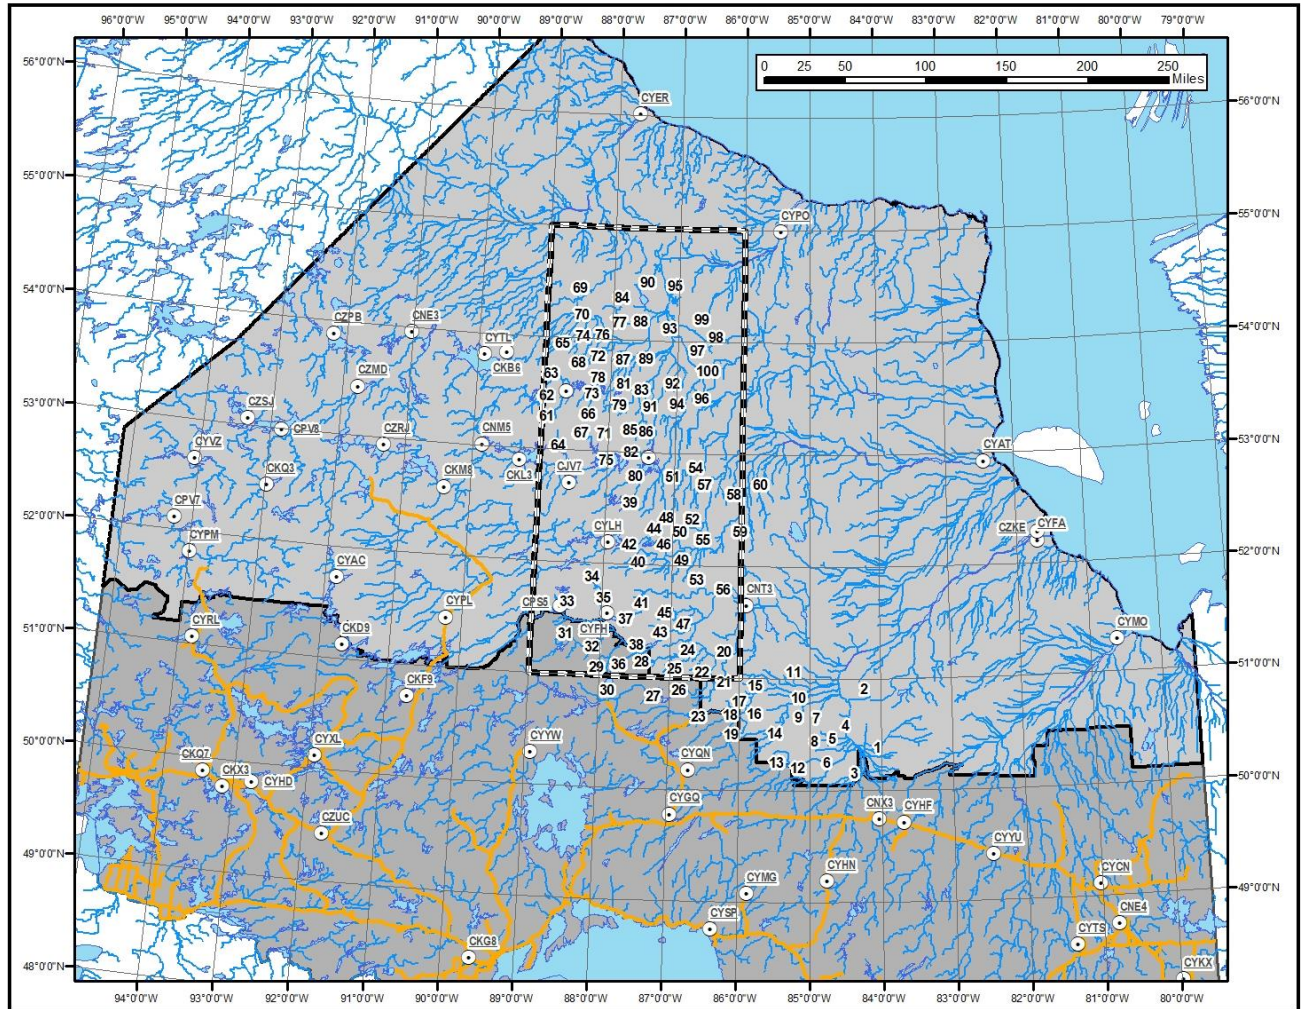 96°0'0"W 95°0'0"W 94°0'0"W 93°0'0"W 92°0'0"W 91°0'0"W 90°0'0"W 89°0'0"W 88°0'0"W 87°0'0"W 86°0'0"W 85°0'0"W 84°0'0"W 83°0'0"W 82°0'0"W 81°0'0"W 80°0'0"W 79°0'0"W
56°0'0"N
0 25 50 100 150 200 250
Miles
CYER
56°0'0"N
55°0'0"N
55°0'0"N
CYPO
54°0'0"N
69 90 95
84
70
77 88 99
CZPB CNE3 93
54°0'0"N
74 76 98
CYTL 65
72 97
CKB6 68 87 89
63 100
CZMD 78 81 92
62 73 83
53°0'0"N
79 91 94 96
CZSJ 61 66
CPV8 CNM5 67 71 85 86
53°0'0"N
CYVZ CZRJ 64 82 CYAT
CKQ3 CKM8 CKL3 CJV7 75 54
80 51 57 60
58
52°0'0"N
CPV7 39
48 52
CYPM CYLH 44 50 59 CZKE CYFA
52°0'0"N
42 46 55
40 49
CYAC 34 53
56 CNT3
CPS5 33 35 41
51°0'0"N
CYRL CKD9 CYPL 37 45 CYMO
CYFH 47
31 43
32 38 24 20
51°0'0"N
29 36 28 25 22 11
CKF9 30 21 15 2
27 26 17 10
23 18 16 9 7
50°0'0"N
CYXL CYYW 19 14 4
8 5 1
CKQ7 CYQN 13 12 6 3
50°0'0"N
CKX3 CYHD
CYGQ CNX3 CYHF
CZUC
49°0'0"N
CYYU
CYMG CYHN CYCN
49°0'0"N
CYSP CNE4
CYTS
48°0'0"N
CKG8 CYKX
94°0'0"W 93°0'0"W 92°0'0"W 91°0'0"W 90°0'0"W 89°0'0"W 88°0'0"W 87°0'0"W 86°0'0"W 85°0'0"W 84°0'0"W 83°0'0"W 82°0'0"W 81°0'0"W 80°0'0"W